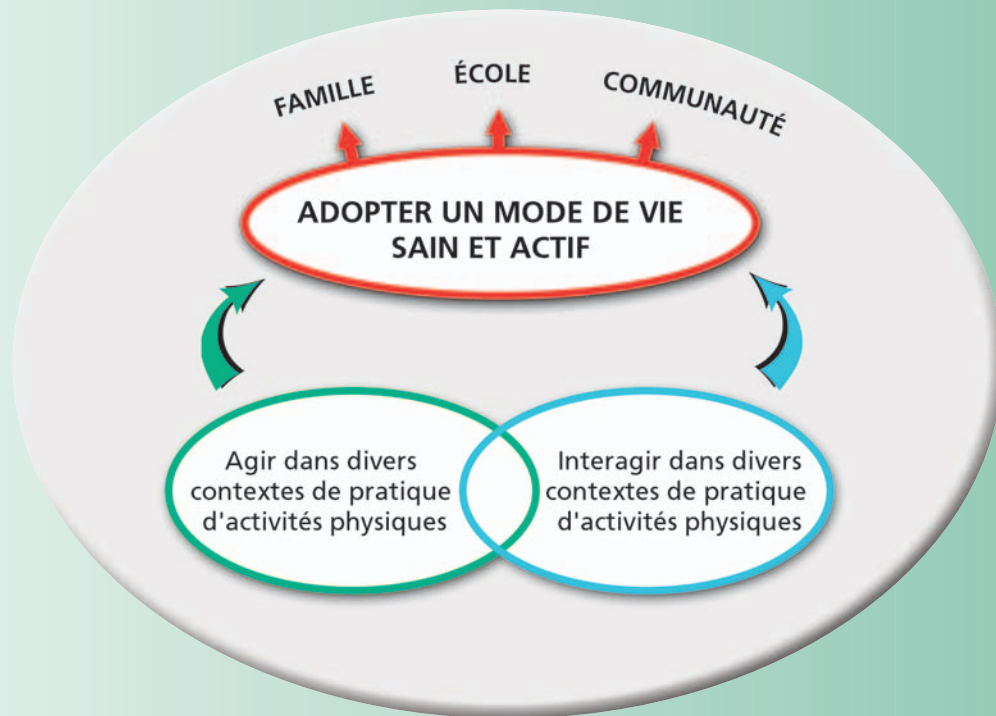 FAMILLE
ÉCOLE
COMMUNAUTÉ
ADOPTER UN MODE DE VIE
SAIN ET ACTIF
Agir dans divers
contextes de pratique
d'activités physiques
Interagir dans divers
contextes de pratique
d'activités physiques